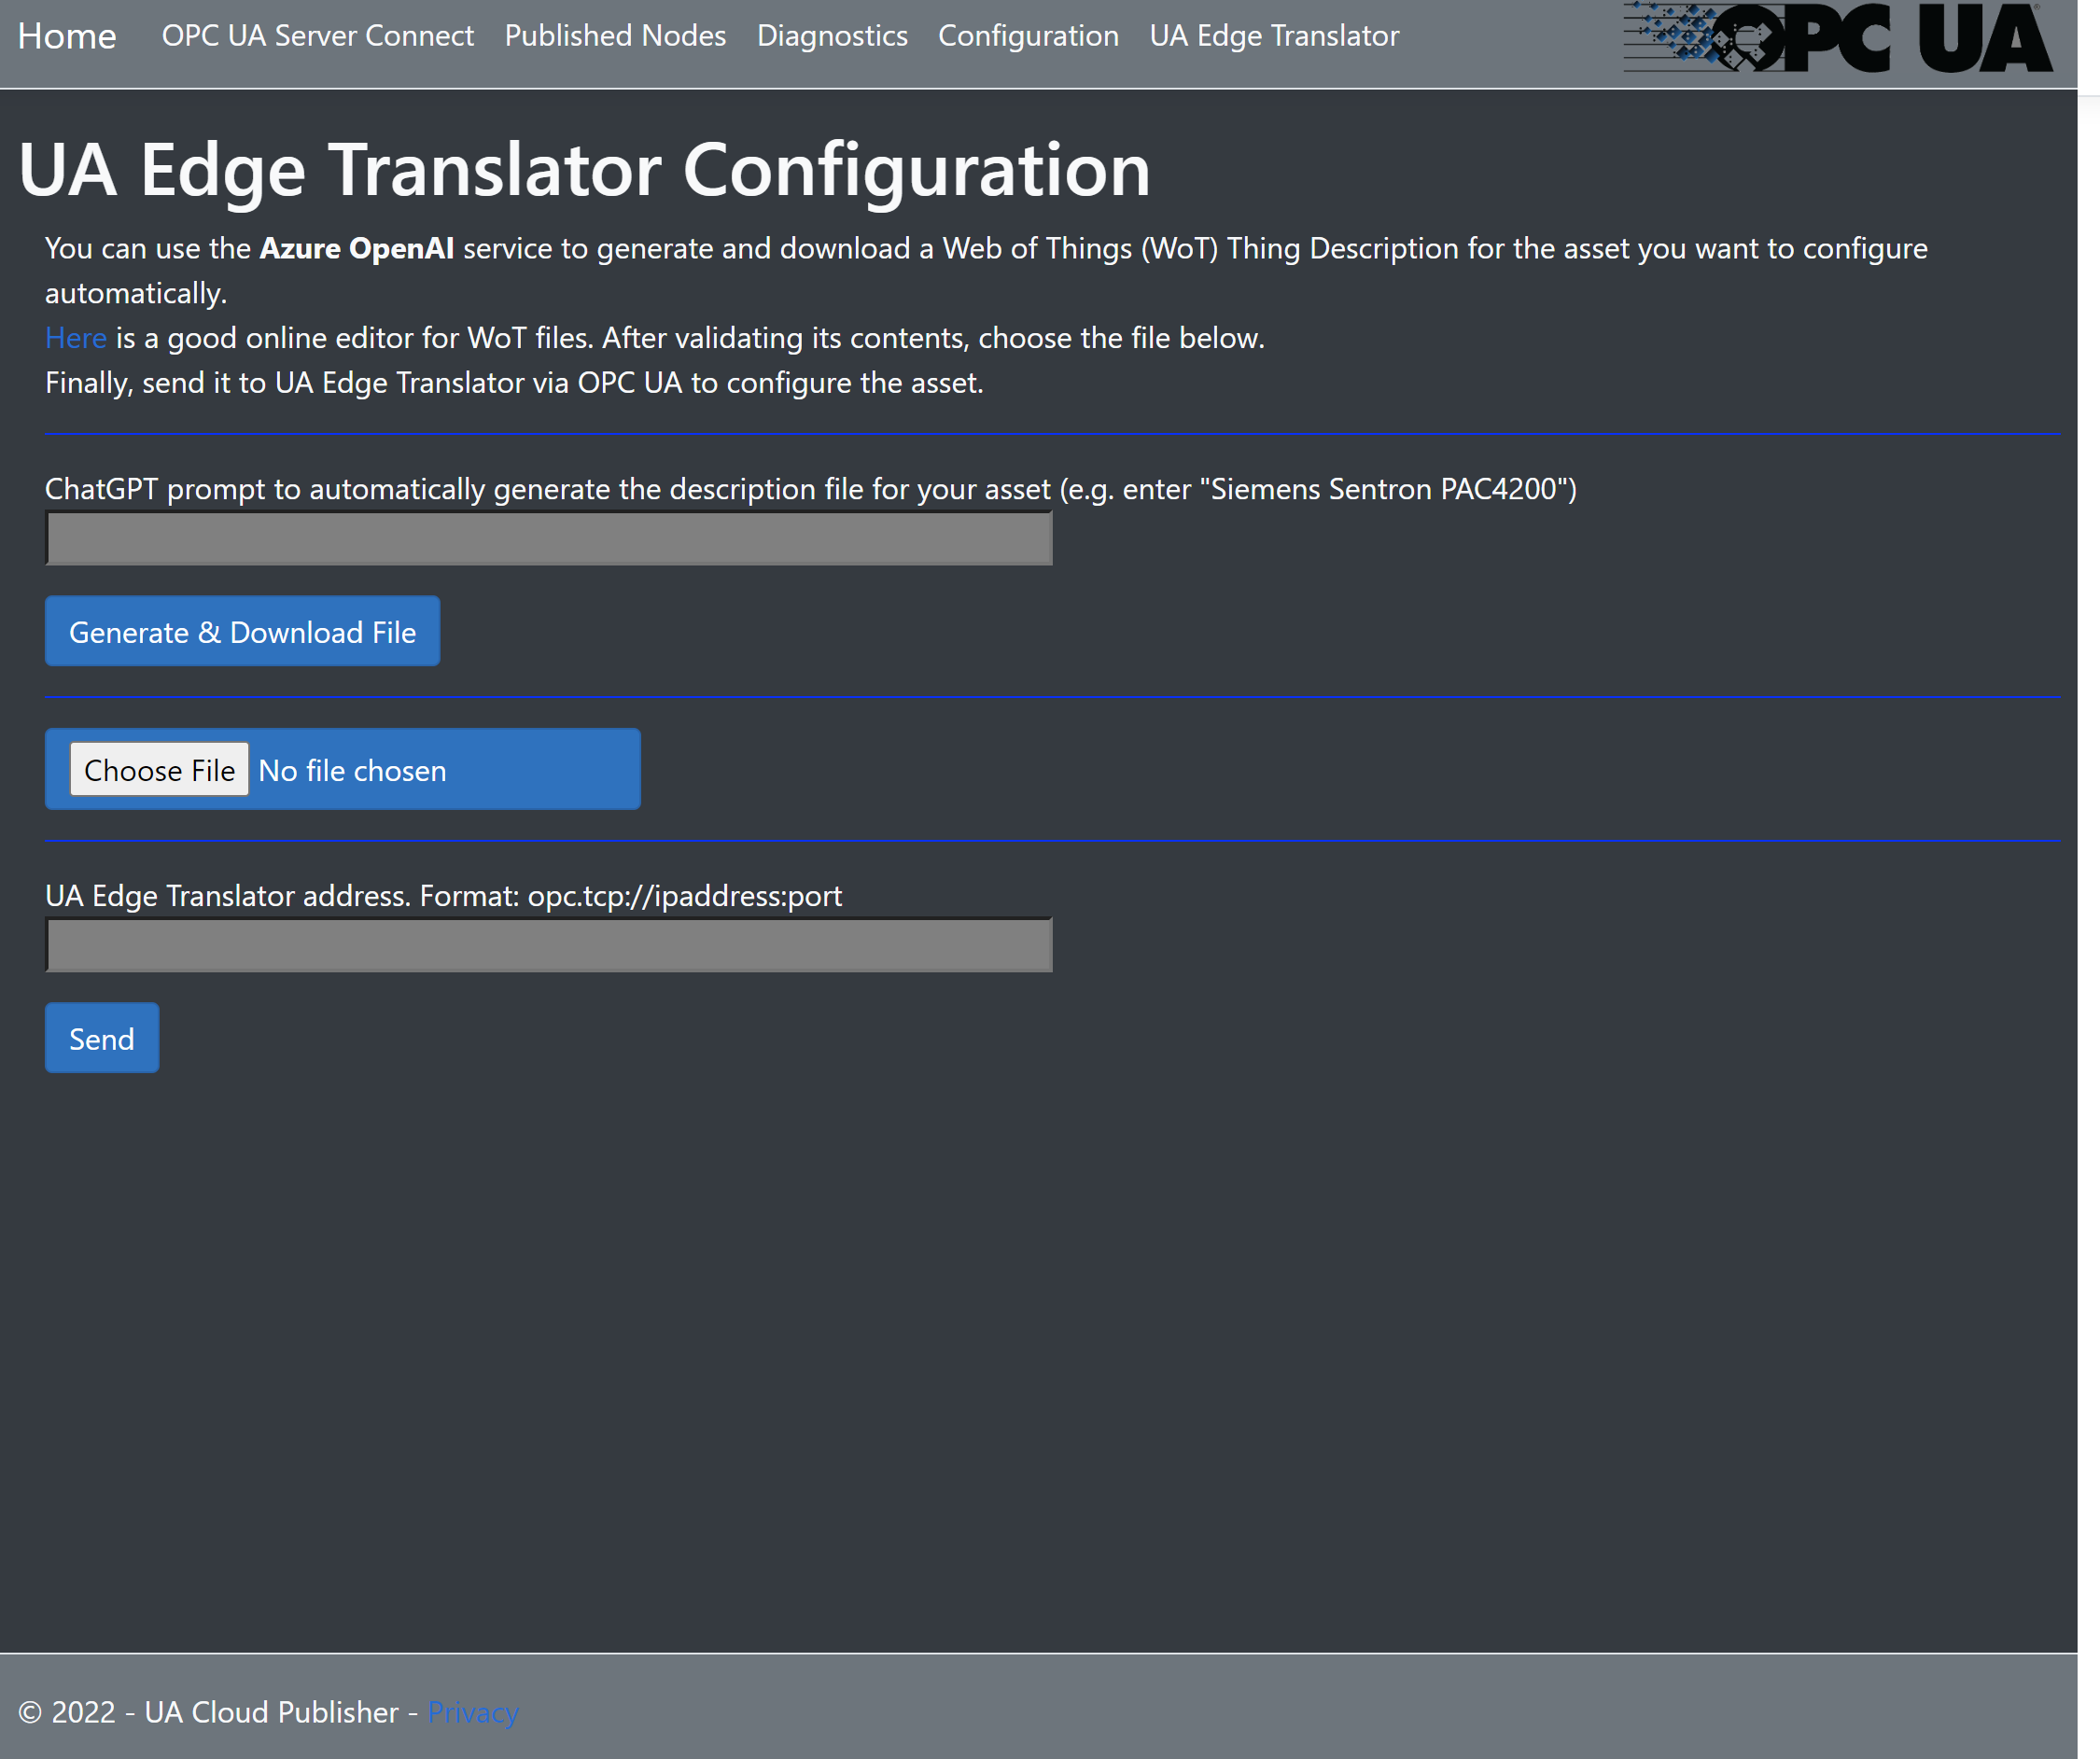 Home OPC UA Server Connect Published Nodes Diagnostics Configuration UA Edge Translator OPC UA
UA Edge Translator Configuration
You can use the Azure OpenAI service to generate and download a Web of Things (WoT) Thing Description for the asset you want to configure
automatically.
Here is a good online editor for WoT files. After validating its contents, choose the file below.
Finally, send it to UA Edge Translator via OPC UA to configure the asset.
ChatGPT prompt to automatically generate the description file for your asset (e.g. enter "Siemens Sentron PAC4200")
Generate & Download File
Choose File No file chosen
UA Edge Translator address. Format: opc.tcp://ipaddress:port
Send
© 2022 - UA Cloud Publisher - Privacy